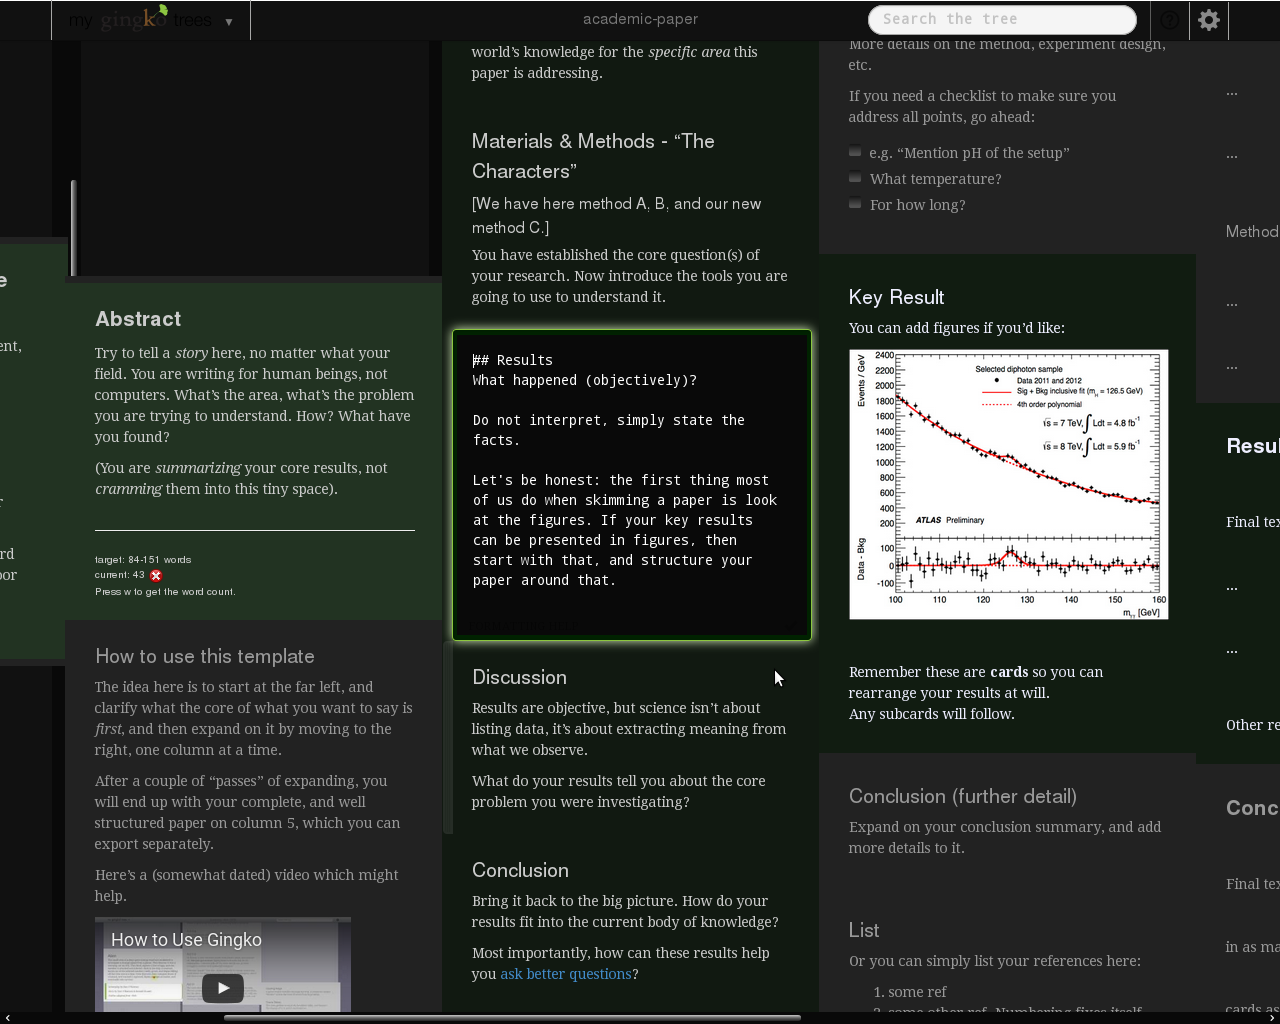 my gingko trees ▼
academic-paper
Search the tree
e
ent,
r
rd
oor
Abstract
Try to tell a story here, no matter what your
field. You are writing for human beings, not
computers. What’s the area, what’s the problem
you are trying to understand. How? What have
you found?
(You are summarizing your core results, not
cramming them into this tiny space).
target: 84-151 words
current: 43
Press w to get the word count.
How to use this template
The idea here is to start at the far left, and
clarify what the core of what you want to say is
first, and then expand on it by moving to the
right, one column at a time.
After a couple of “passes” of expanding, you
will end up with your complete, and well
structured paper on column 5, which you can
export separately.
Here’s a (somewhat dated) video which might
help.
How to Use Gingko
world’s knowledge for the specific area this
paper is addressing.
Materials & Methods - “The
Characters”
[We have here method A, B, and our new
method C.]
You have established the core question(s) of
your research. Now introduce the tools you are
going to use to understand it.
## Results
What happened (objectively)?
Do not interpret, simply state the
facts.
Let's be honest: the first thing most
of us do when skimming a paper is look
at the figures. If your key results
can be presented in figures, then
start with that, and structure your
paper around that.
Discussion
Results are objective, but science isn’t about
listing data, it’s about extracting meaning from
what we observe.
What do your results tell you about the core
problem you were investigating?
Conclusion
Bring it back to the big picture. How do your
results fit into the current body of knowledge?
Most importantly, how can these results help
you ask better questions?
More details on the method, experiment design,
etc.
If you need a checklist to make sure you
address all points, go ahead:
e.g. “Mention pH of the setup”
What temperature?
For how long?
Key Result
You can add figures if you’d like:
Events / GeV
2400
2200
2000
1800
1600
1400
1200
1000
800
600
400
200
Selected diphoton sample
Data 2011 and 2012
Sig + Bkg inclusive fit (mH = 126.5 GeV)
4th order polynomial
√s = 7 TeV, ∫ Ldt = 4.8 fb-1
√s = 8 TeV, ∫ Ldt = 5.9 fb-1
ATLAS Preliminary
Data - Bkg
100
0
-100
100 110 120 130 140 150 160
mγγ [GeV]
Remember these are cards so you can
rearrange your results at will.
Any subcards will follow.
Conclusion (further detail)
Expand on your conclusion summary, and add
more details to it.
List
Or you can simply list your references here:
1. some ref
2. some other ref. Numbering fixes itself
...
...
Method
...
...
Resu
Final tex
...
...
Other re
Conc
Final tex
in as ma
cards as